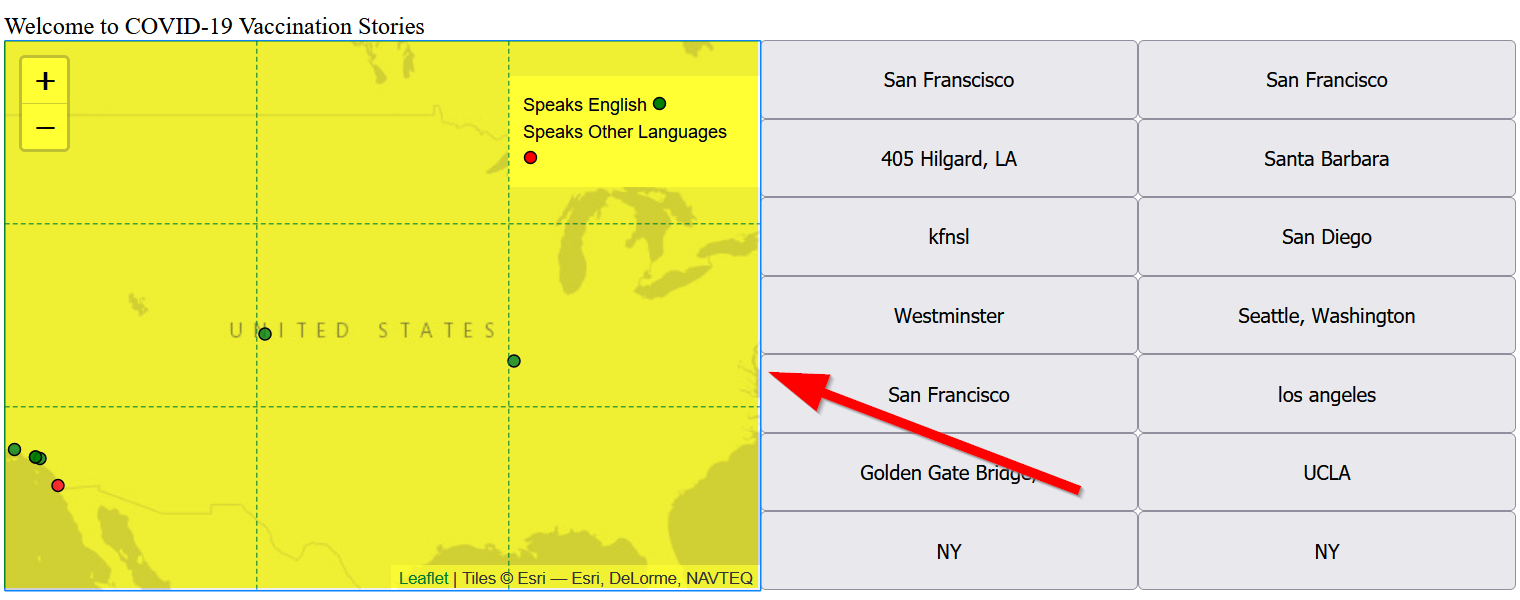 Welcome to COVID-19 Vaccination Stories
+
−
Speaks English
Speaks Other Languages
UNITED STATES
Leaflet | Tiles © Esri — Esri, DeLorme, NAVTEQ
San Franscisco
San Francisco
405 Hilgard, LA
Santa Barbara
kfnsl
San Diego
Westminster
Seattle, Washington
San Francisco
los angeles
Golden Gate Bridge,
UCLA
NY
NY